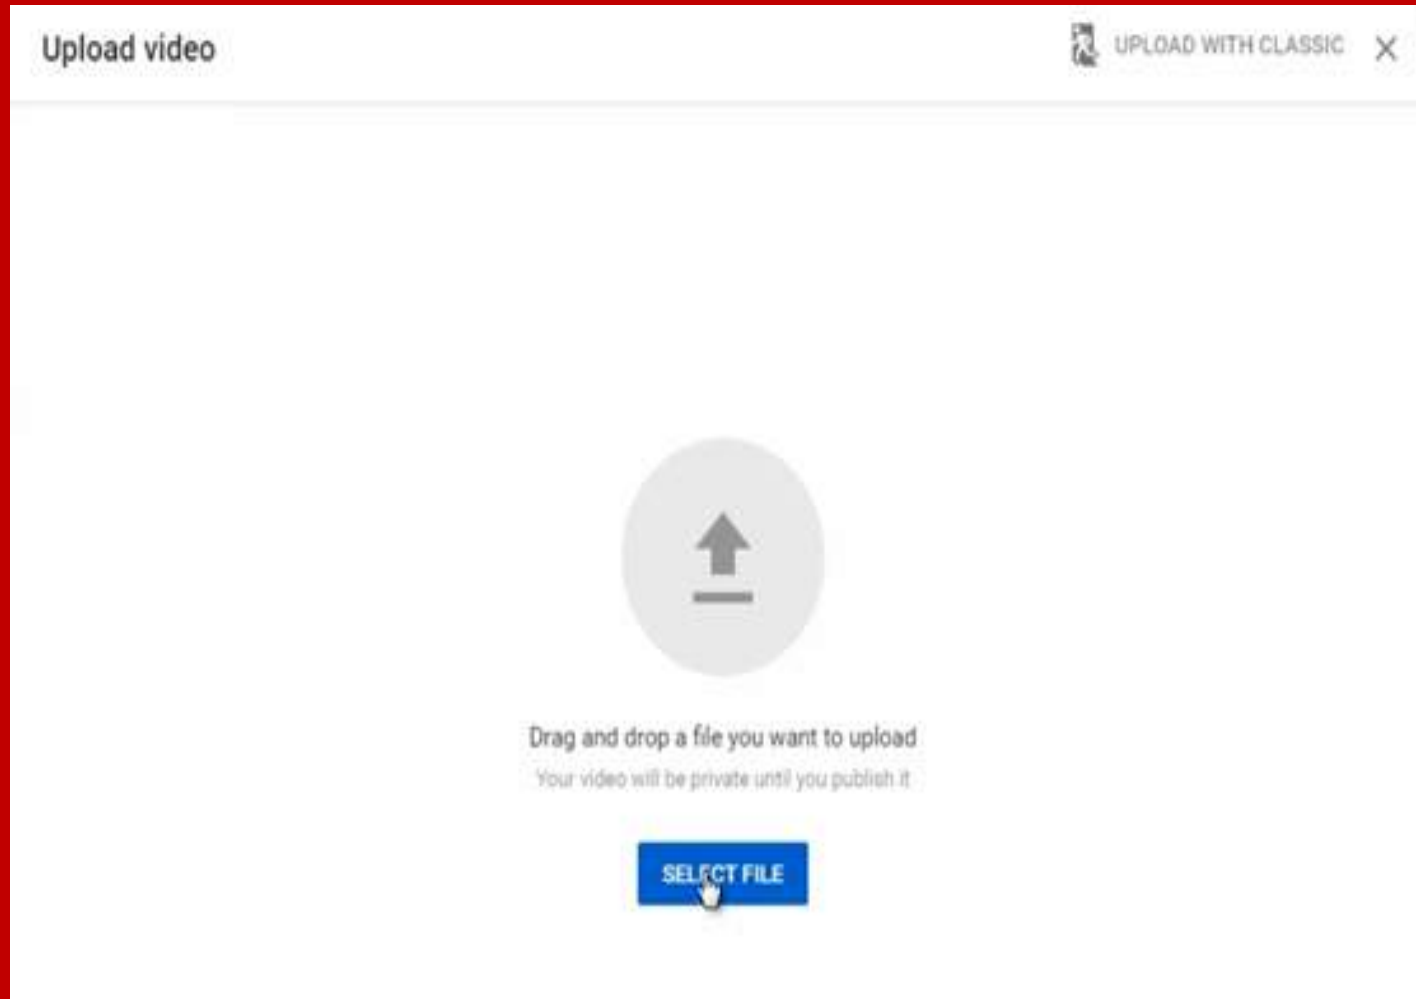 Upload video
UPLOAD WITH CLASSIC
Drag and drop a file you want to upload
Your video will be private until you publish it
SELECT FILE